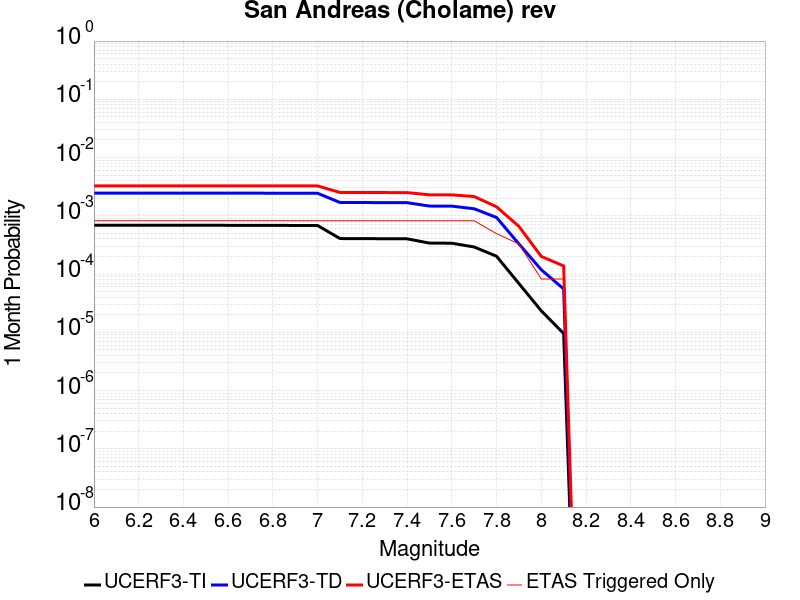 San Andreas (Cholame) rev
10^0
10^-1
10^-2
10^-3
10^-4
10^-5
10^-6
10^-7
10^-8
1 Month Probability
6 6.2 6.4 6.6 6.8 7 7.2 7.4 7.6 7.8 8 8.2 8.4 8.6 8.8 9
Magnitude
UCERF3-TI UCERF3-TD UCERF3-ETAS ETAS Triggered Only